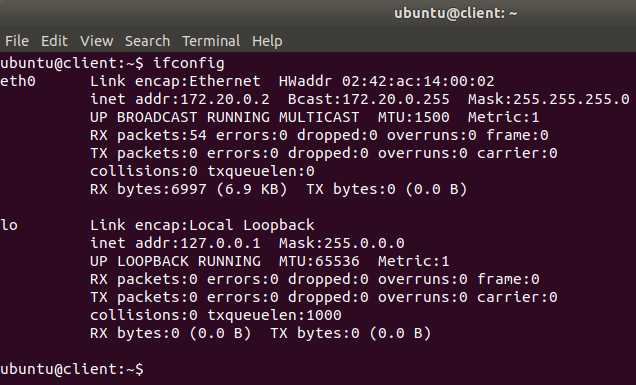 ubuntu@client: ~
File Edit View Search Terminal Help
ubuntu@client:~$ ifconfig
eth0 Link encap:Ethernet HWaddr 02:42:ac:14:00:02
inet addr:172.20.0.2 Bcast:172.20.0.255 Mask:255.255.255.0
UP BROADCAST RUNNING MULTICAST MTU:1500 Metric:1
RX packets:54 errors:0 dropped:0 overruns:0 frame:0
TX packets:0 errors:0 dropped:0 overruns:0 carrier:0
collisions:0 txqueuelen:0
RX bytes:6997 (6.9 KB) TX bytes:0 (0.0 B)
lo Link encap:Local Loopback
inet addr:127.0.0.1 Mask:255.0.0.0
UP LOOPBACK RUNNING MTU:65536 Metric:1
RX packets:0 errors:0 dropped:0 overruns:0 frame:0
TX packets:0 errors:0 dropped:0 overruns:0 carrier:0
collisions:0 txqueuelen:1000
RX bytes:0 (0.0 B) TX bytes:0 (0.0 B)
ubuntu@client:~$